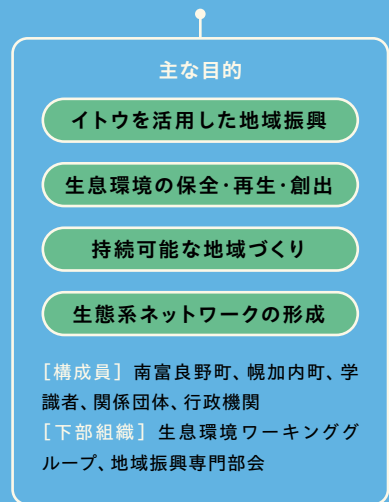 主な目的
イトウを活用した地域振興
生息環境の保全・再生・創出
持続可能な地域づくり
生態系ネットワークの形成
［構成員］南富良野町、幌加内町、学
識者、関係団体、行政機関
［下部組織］生息環境ワーキンググ
ループ、地域振興専門部会